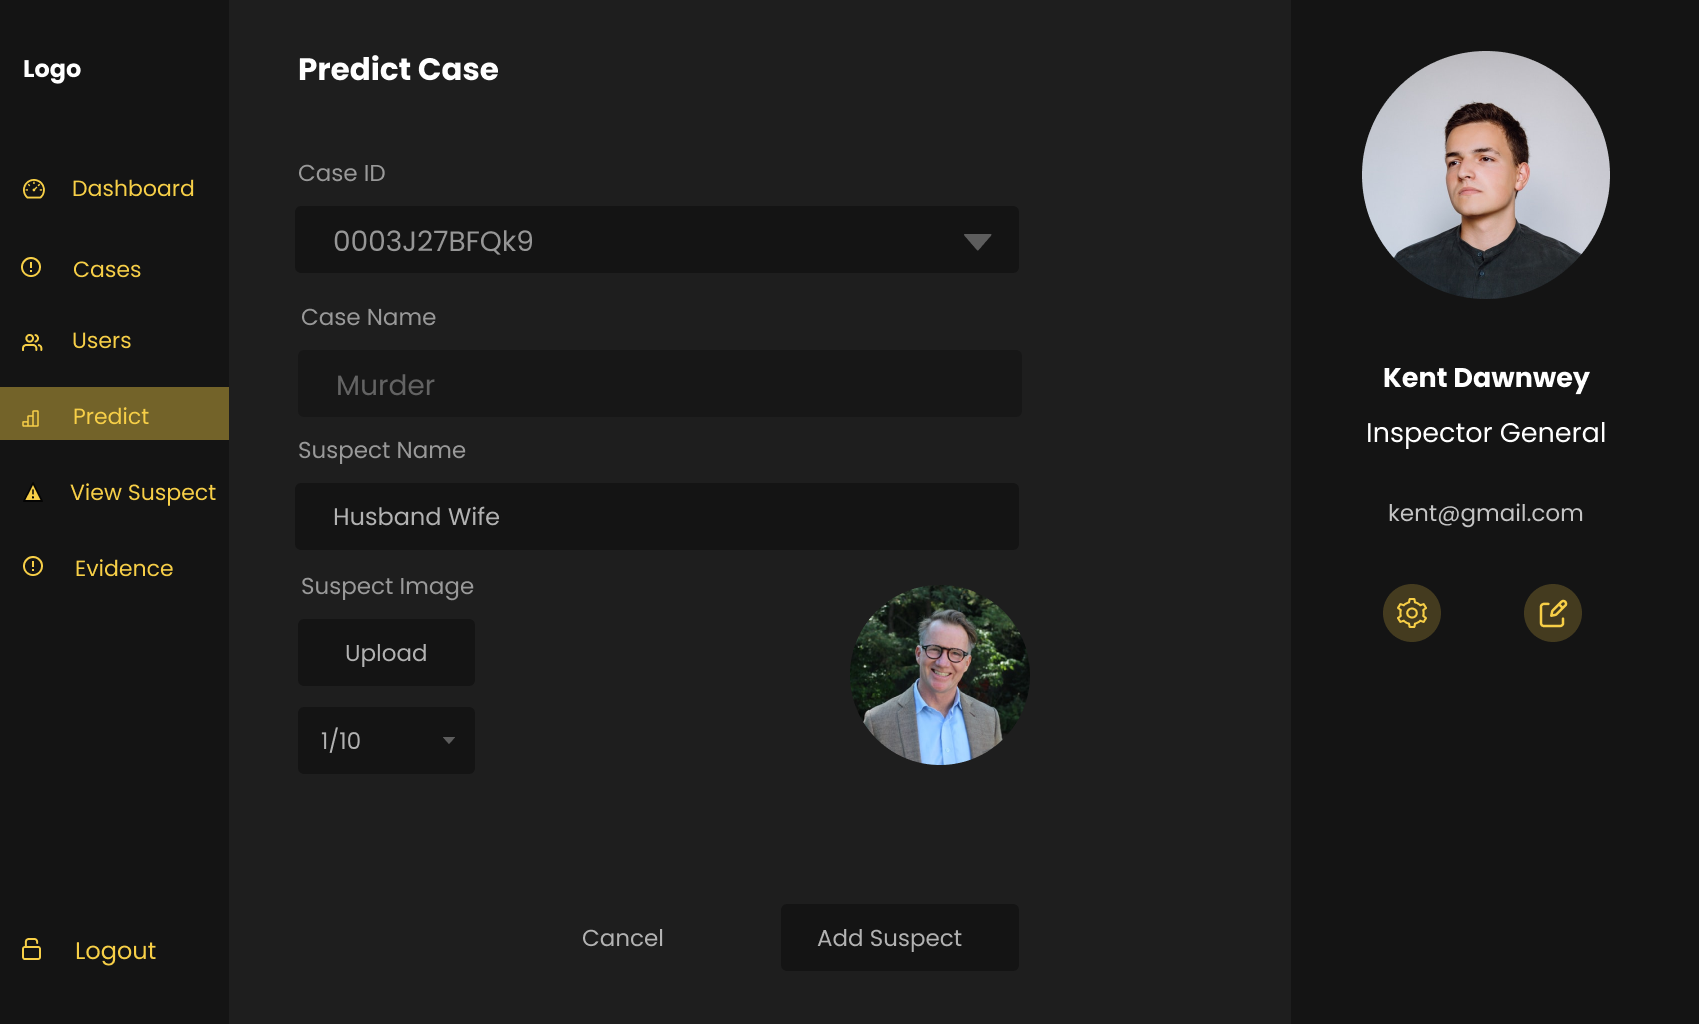 Logo
Dashboard
Cases
Users
Predict
View Suspect
Evidence
Logout
Predict Case
Case ID
0003J27BFQk9
Case Name
Murder
Suspect Name
Husband Wife
Suspect Image
Upload
1/10
Cancel
Add Suspect
Kent Dawnwey
Inspector General
kent@gmail.com